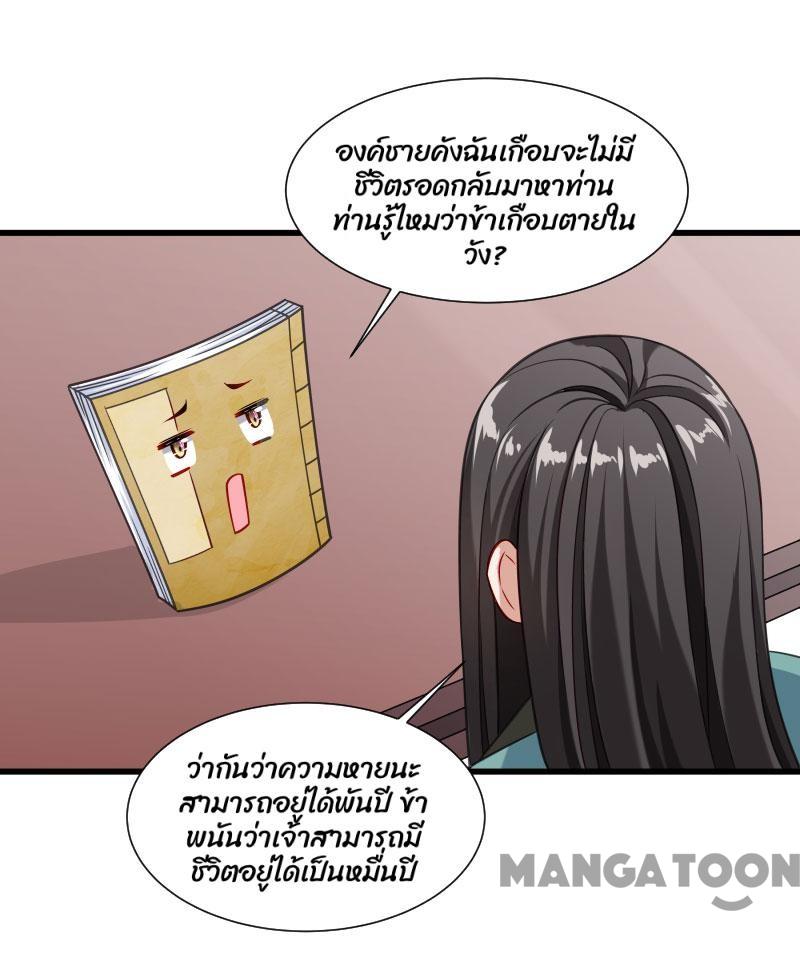 องค์ชายคังฉันเกือบจะไม่มี
ชีวิตรอดกลับมาหาท่าน
ท่านรู้ไหมว่าข้าเกือบตายใน
วัง?
ว่ากันว่าความหายนะ
สามารถอยู่ได้พันปี ข้า
พนันว่าเจ้าสามารถมี
ชีวิตอยู่ได้เป็นหมื่นปี
MANGATOON